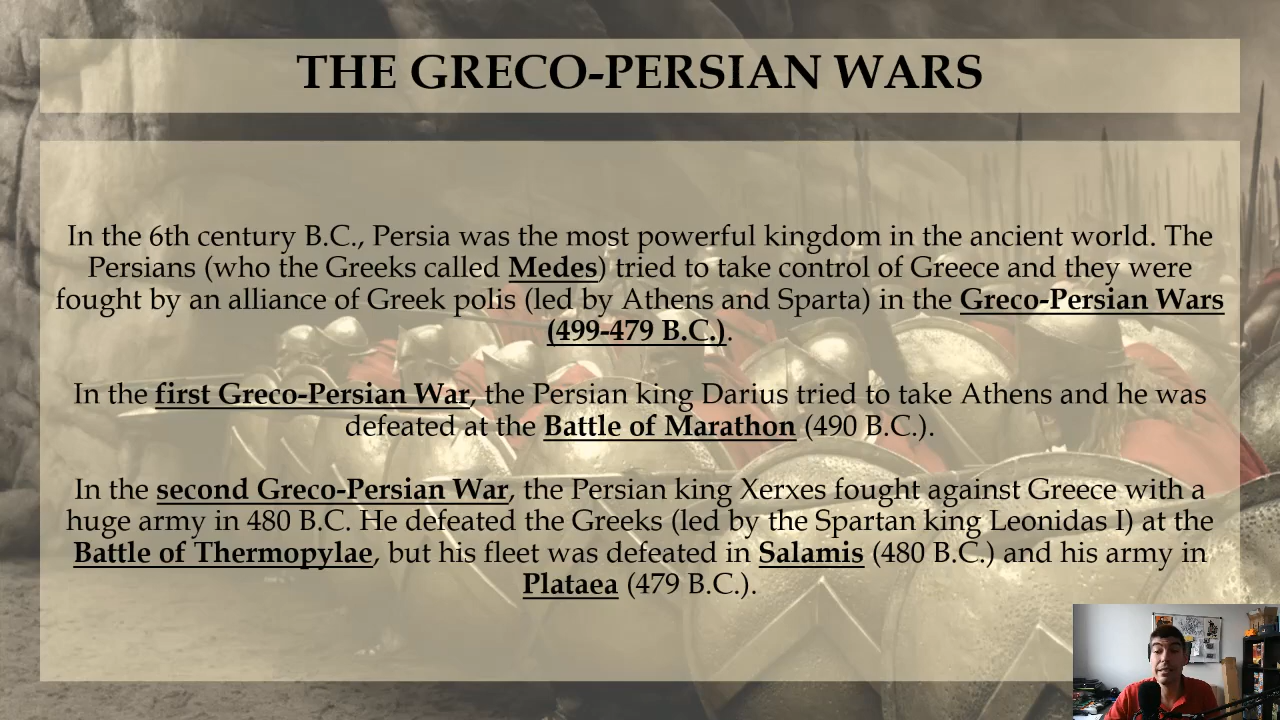 THE GRECO-PERSIAN WARS
In the 6th century B.C., Persia was the most powerful kingdom in the ancient world. The
Persians (who the Greeks called Medes) tried to take control of Greece and they were
fought by an alliance of Greek polis (led by Athens and Sparta) in the Greco-Persian Wars
(499-479 B.C.).
In the first Greco-Persian War, the Persian king Darius tried to take Athens and he was
defeated at the Battle of Marathon (490 B.C.).
In the second Greco-Persian War, the Persian king Xerxes fought against Greece with a
huge army in 480 B.C. He defeated the Greeks (led by the Spartan king Leonidas I) at the
Battle of Thermopylae, but his fleet was defeated in Salamis (480 B.C.) and his army in
Plataea (479 B.C.).